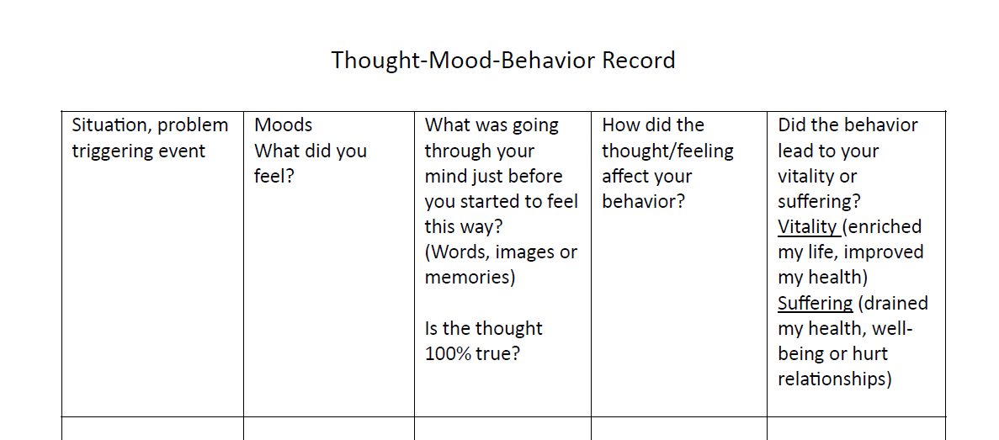 Thought-Mood-Behavior Record
Situation, problem
triggering event
Moods
What did you
feel?
What was going
through your
mind just before
you started to feel
this way?
(Words, images or
memories)
Is the thought
100% true?
How did the
thought/feeling
affect your
behavior?
Did the behavior
lead to your
vitality or
suffering?
Vitality (enriched
my life, improved
my health)
Suffering (drained
my health, well-
being or hurt
relationships)